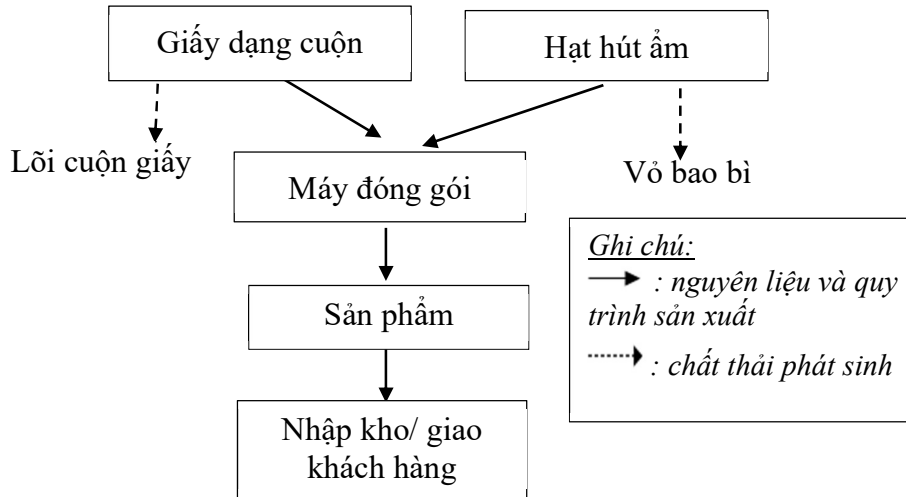 Giấy dạng cuộn
Hạt hút ẩm
Lõi cuộn giấy
Máy đóng gói
Vỏ bao bì
Ghi chú:
: nguyên liệu và quy
trình sản xuất
: chất thải phát sinh
Sản phẩm
Nhập kho/ giao
khách hàng